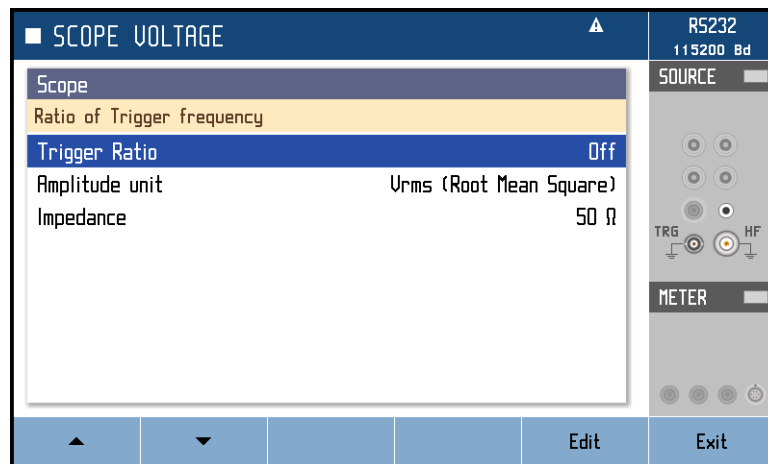 SCOPE VOLTAGE
RS232
115200 Bd
Scope
Ratio of Trigger frequency
Trigger Ratio Off
Amplitude unit Vrms (Root Mean Square)
Impedance 50 Ω
SOURCE
TRG HF
METER
Edit Exit